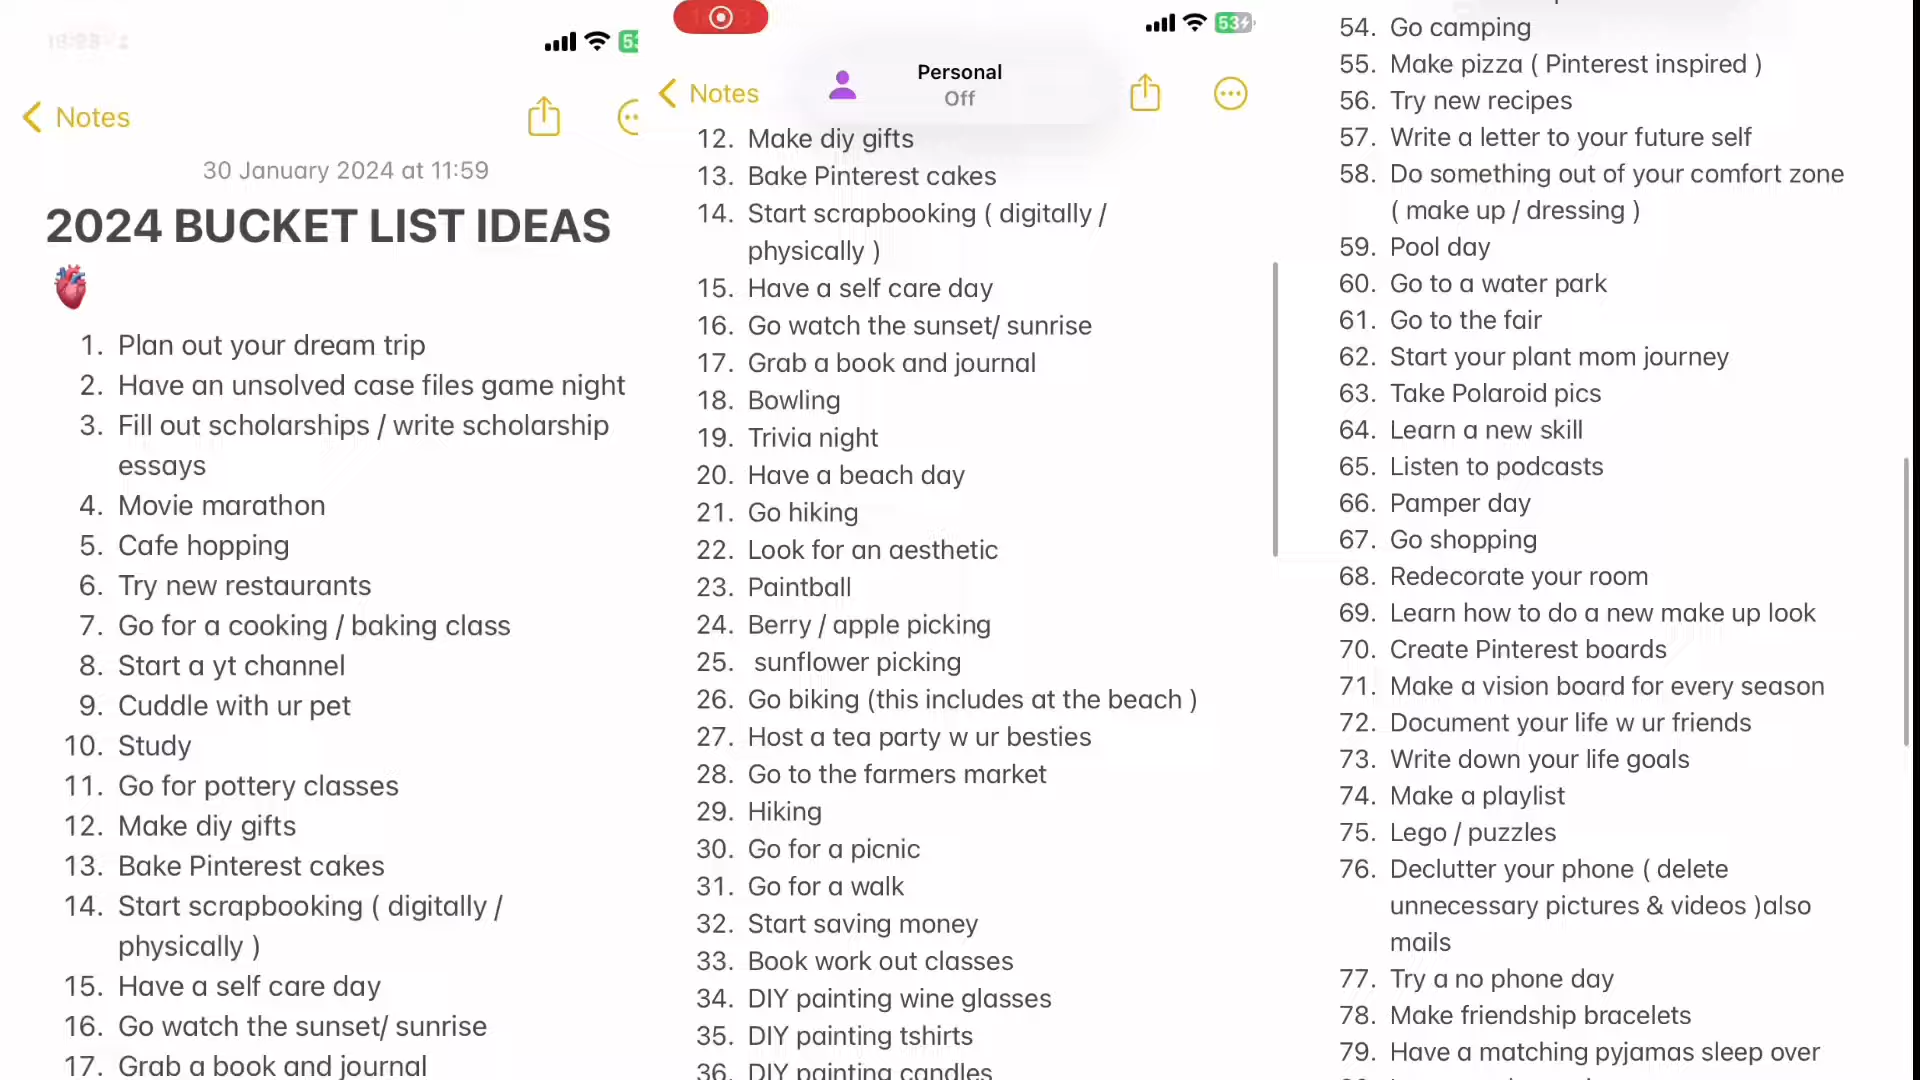 Notes
30 January 2024 at 11:59
2024 BUCKET LIST IDEAS
1. Plan out your dream trip
2. Have an unsolved case files game night
3. Fill out scholarships / write scholarship
essays
4. Movie marathon
5. Cafe hopping
6. Try new restaurants
7. Go for a cooking / baking class
8. Start a yt channel
9. Cuddle with ur pet
10. Study
11. Go for pottery classes
12. Make diy gifts
13. Bake Pinterest cakes
14. Start scrapbooking ( digitally /
physically )
15. Have a self care day
16. Go watch the sunset/ sunrise
17. Grab a book and journal
53
Notes
Personal
Off
12. Make diy gifts
13. Bake Pinterest cakes
14. Start scrapbooking ( digitally /
physically )
15. Have a self care day
16. Go watch the sunset/ sunrise
17. Grab a book and journal
18. Bowling
19. Trivia night
20. Have a beach day
21. Go hiking
22. Look for an aesthetic
23. Paintball
24. Berry / apple picking
25. sunflower picking
26. Go biking (this includes at the beach )
27. Host a tea party w ur besties
28. Go to the farmers market
29. Hiking
30. Go for a picnic
31. Go for a walk
32. Start saving money
33. Book work out classes
34. DIY painting wine glasses
35. DIY painting tshirts
36. DIY painting candles
54. Go camping
55. Make pizza ( Pinterest inspired )
56. Try new recipes
57. Write a letter to your future self
58. Do something out of your comfort zone
( make up / dressing )
59. Pool day
60. Go to a water park
61. Go to the fair
62. Start your plant mom journey
63. Take Polaroid pics
64. Learn a new skill
65. Listen to podcasts
66. Pamper day
67. Go shopping
68. Redecorate your room
69. Learn how to do a new make up look
70. Create Pinterest boards
71. Make a vision board for every season
72. Document your life w ur friends
73. Write down your life goals
74. Make a playlist
75. Lego / puzzles
76. Declutter your phone ( delete
unnecessary pictures & videos )also
mails
77. Try a no phone day
78. Make friendship bracelets
79. Have a matching pyjamas sleep over